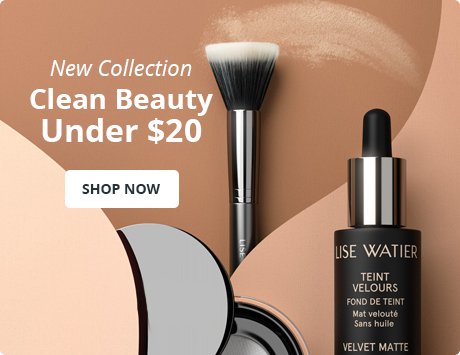 New Collection
Clean Beauty
Under $20
SHOP NOW
LISE
LISE WATIER
TEINT
VELOURS
FOND DE TEINT
Mat velouté
Sans huile
VELVET MATTE